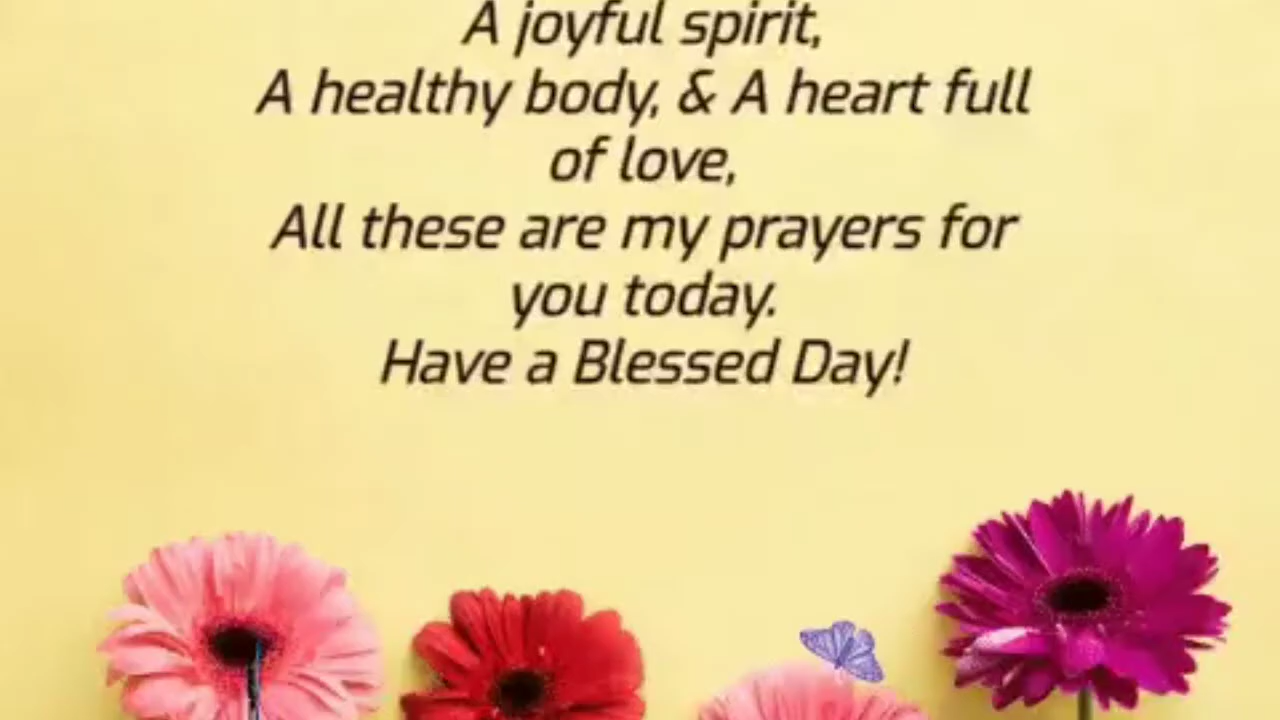 A joyful spirit,
A healthy body, & A heart full
of love,
All these are my prayers for
you today.
Have a Blessed Day!